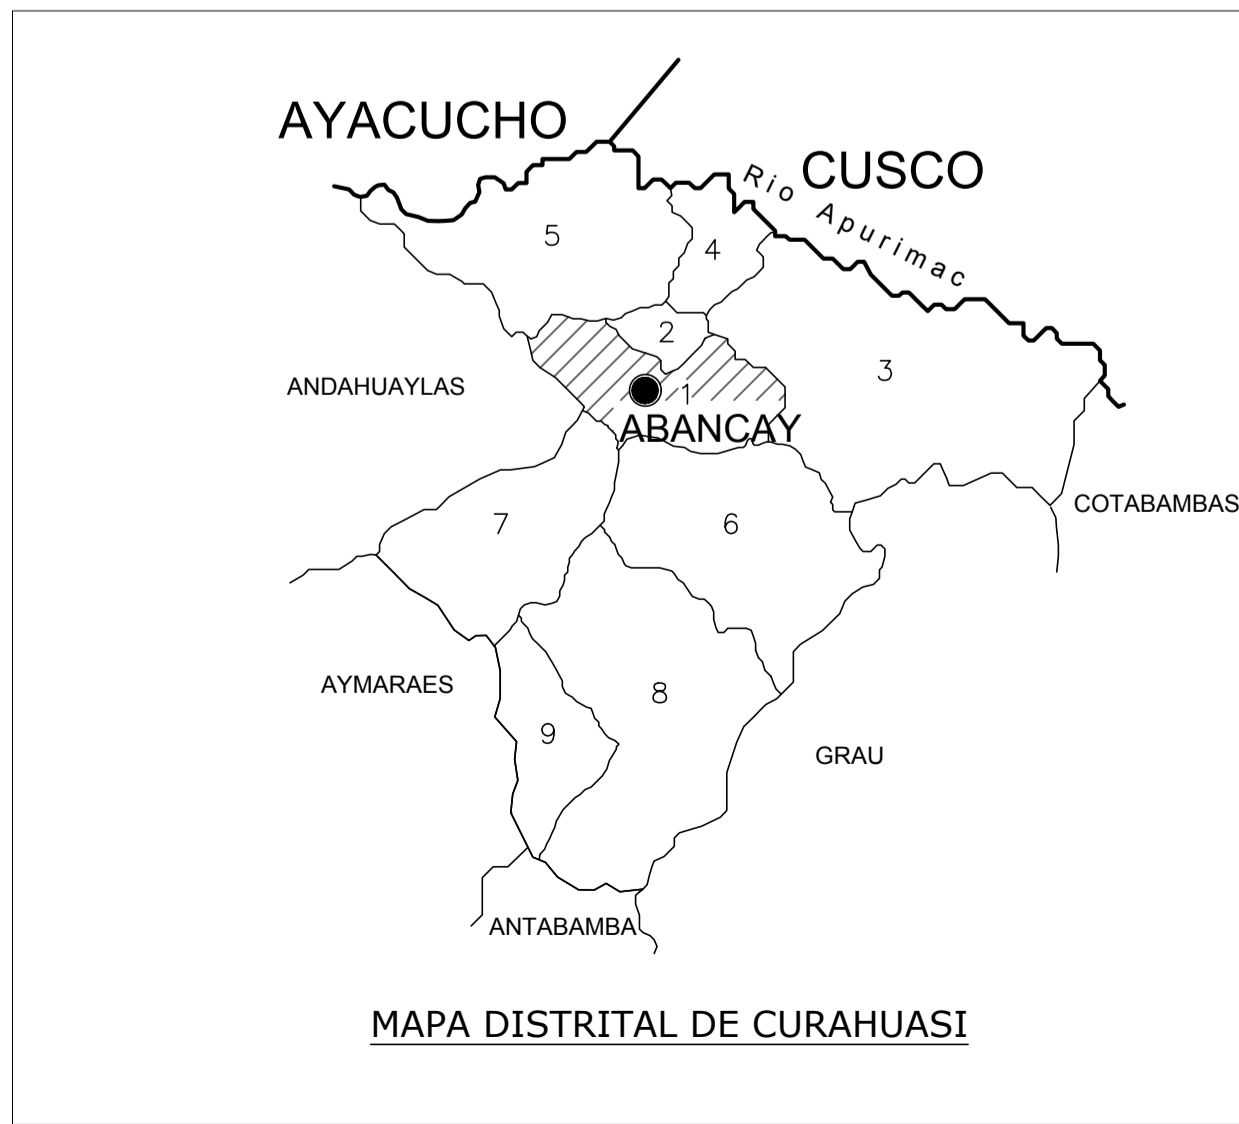 AYACUCHO
CUSCO
Rio Apurimac
5
4
2
3
ANDAHUAYLAS
1
ABANCAY
COTABAMBAS
7
6
AYMARAES
8
9
GRAU
ANTABAMBA
MAPA DISTRITAL DE CURAHUASI